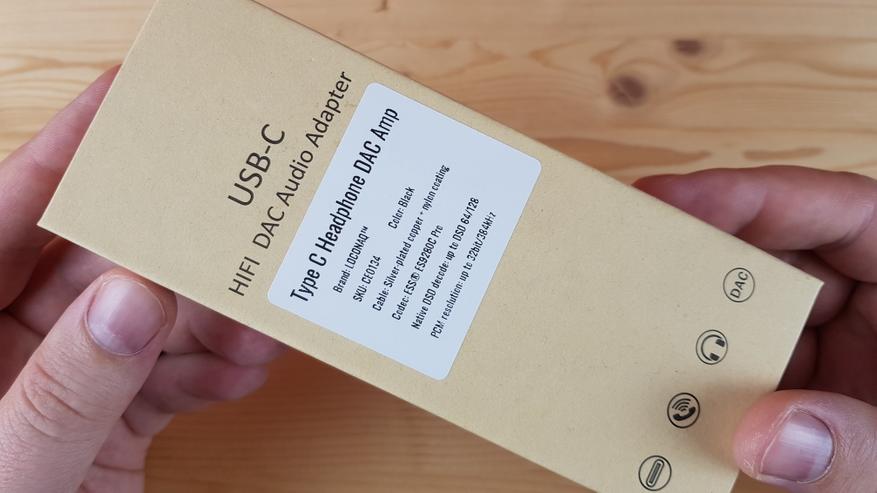 USB-C
HIFI DAC Audio Adapter
Type C Headphone DAC Amp
Brand: LOCONAD™
SKU: CE0134 Color: Black
Cable: Silver-plated copper + nylon coating
Codec: ESS® ES9280C Pro
Native DSD decode: up to DSD 64/128
PCM resolution: up to 32bit/384kHz
DAC